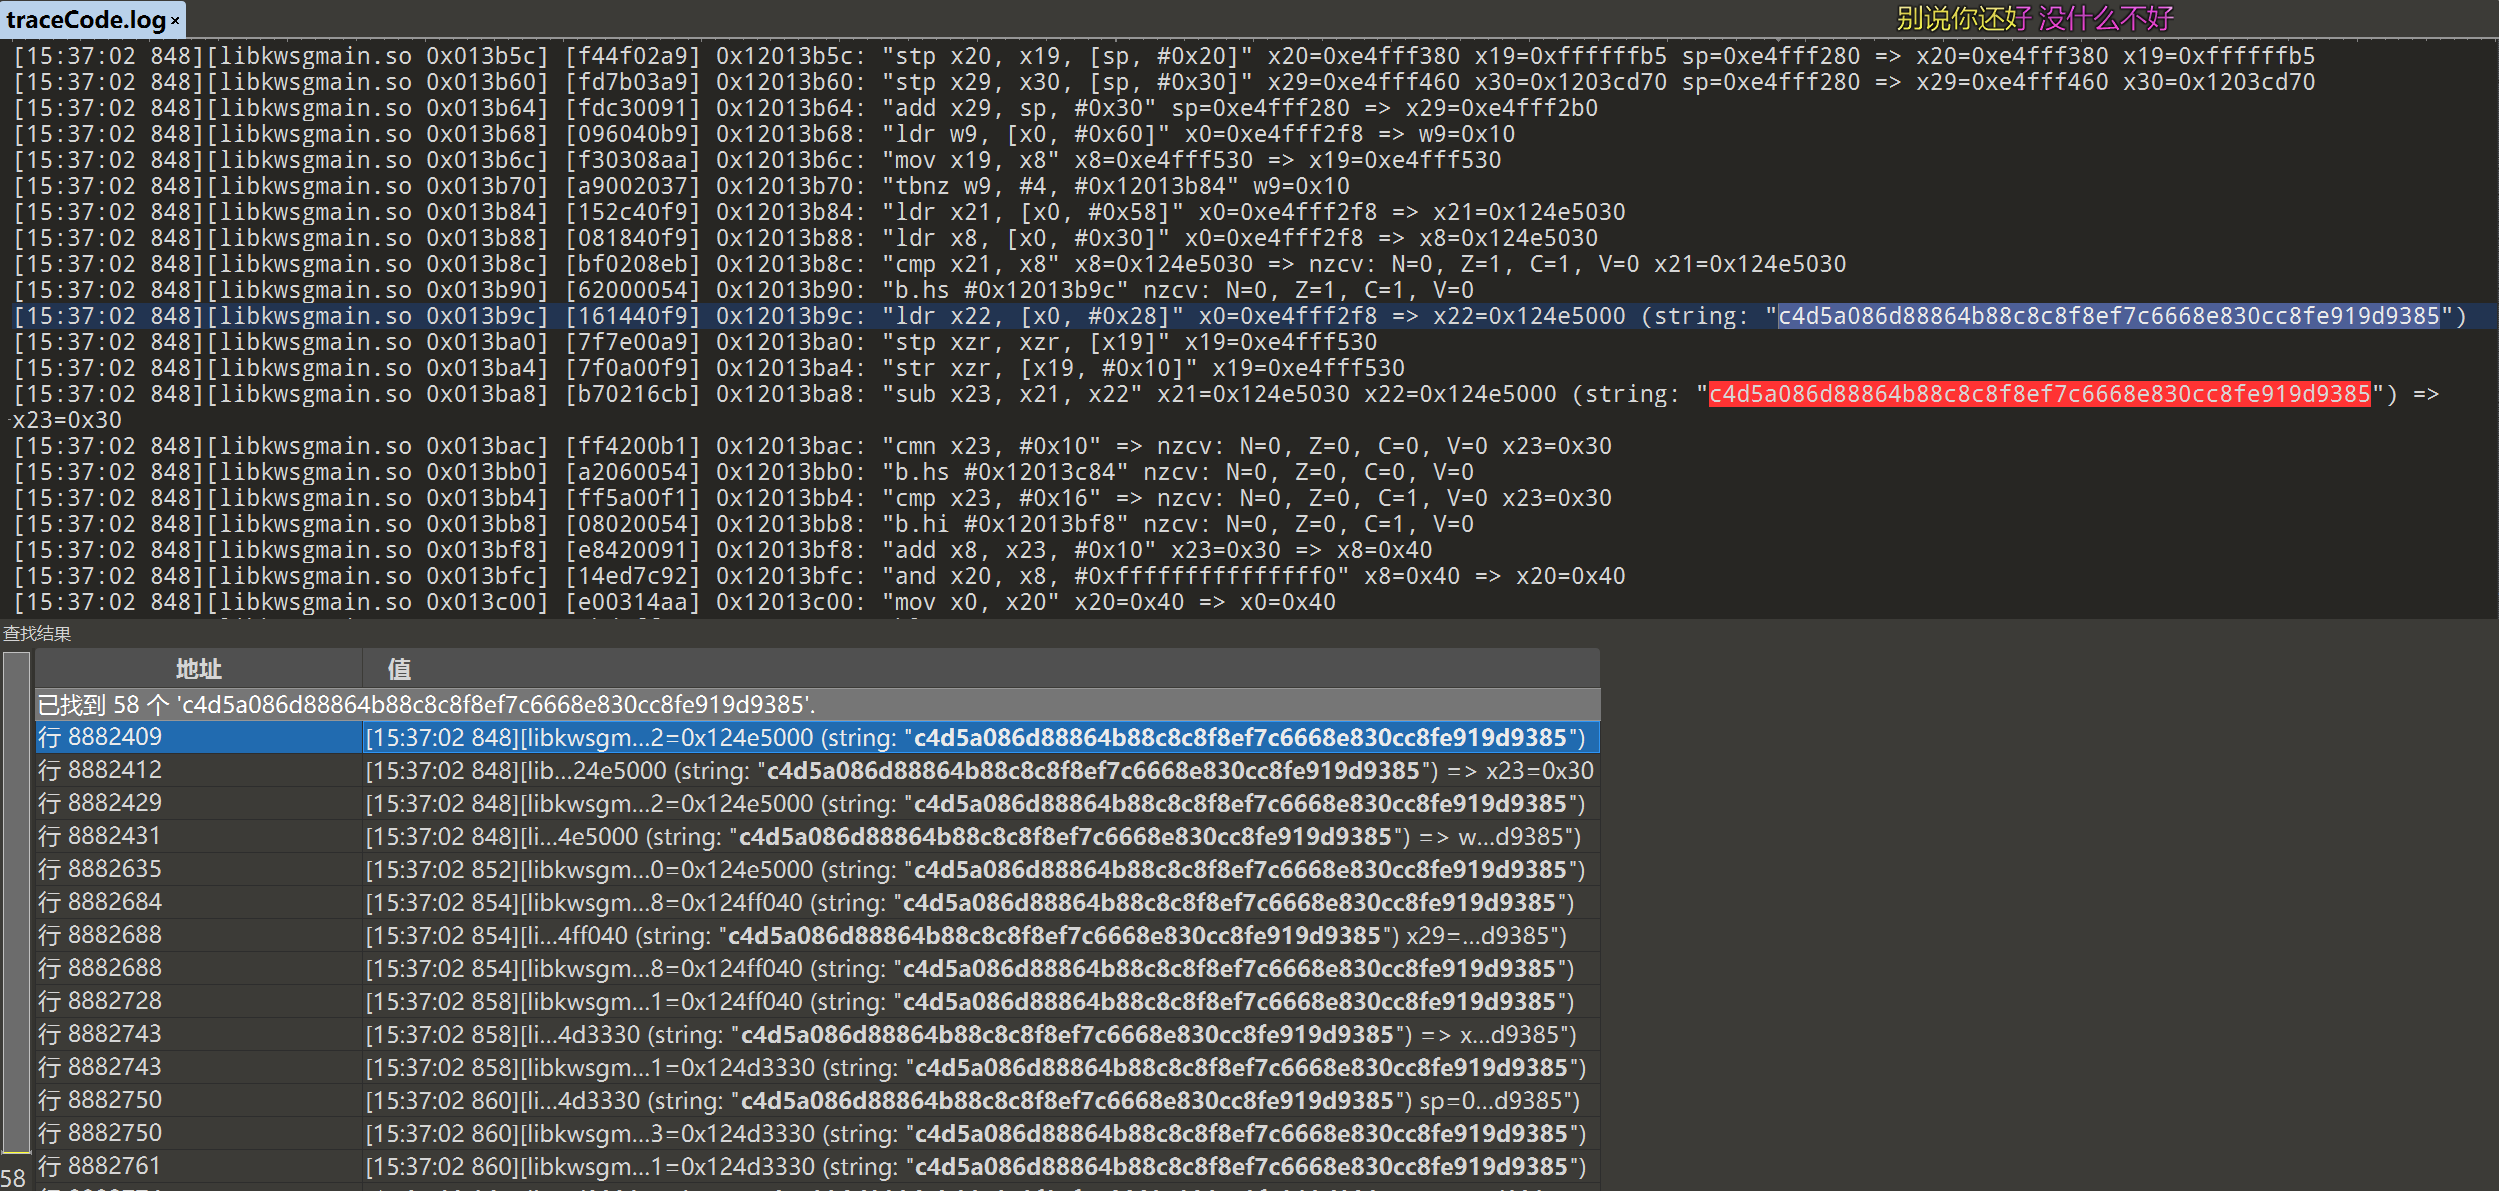 traceCode.log ×
别说你还好 没什么不好
[15:37:02 848][libkwsgmain.so 0x013b5c] [f44f02a9] 0x12013b5c: "stp x20, x19, [sp, #0x20]" x20=0xe4fff380 x19=0xffffffb5 sp=0xe4fff280 => x20=0xe4fff380 x19=0xffffffb5
[15:37:02 848][libkwsgmain.so 0x013b60] [fd7b03a9] 0x12013b60: "stp x29, x30, [sp, #0x30]" x29=0xe4fff460 x30=0x1203cd70 sp=0xe4fff280 => x29=0xe4fff460 x30=0x1203cd70
[15:37:02 848][libkwsgmain.so 0x013b64] [fdc30091] 0x12013b64: "add x29, sp, #0x30" sp=0xe4fff280 => x29=0xe4fff2b0
[15:37:02 848][libkwsgmain.so 0x013b68] [096040b9] 0x12013b68: "ldr w9, [x0, #0x60]" x0=0xe4fff2f8 => w9=0x10
[15:37:02 848][libkwsgmain.so 0x013b6c] [f30308aa] 0x12013b6c: "mov x19, x8" x8=0xe4fff530 => x19=0xe4fff530
[15:37:02 848][libkwsgmain.so 0x013b70] [a9002037] 0x12013b70: "tbnz w9, #4, #0x12013b84" w9=0x10
[15:37:02 848][libkwsgmain.so 0x013b84] [152c40f9] 0x12013b84: "ldr x21, [x0, #0x58]" x0=0xe4fff2f8 => x21=0x124e5030
[15:37:02 848][libkwsgmain.so 0x013b88] [081840f9] 0x12013b88: "ldr x8, [x0, #0x30]" x0=0xe4fff2f8 => x8=0x124e5030
[15:37:02 848][libkwsgmain.so 0x013b8c] [bf0208eb] 0x12013b8c: "cmp x21, x8" x8=0x124e5030 => nzcv: N=0, Z=1, C=1, V=0 x21=0x124e5030
[15:37:02 848][libkwsgmain.so 0x013b90] [62000054] 0x12013b90: "b.hs #0x12013b9c" nzcv: N=0, Z=1, C=1, V=0
[15:37:02 848][libkwsgmain.so 0x013b9c] [161440f9] 0x12013b9c: "ldr x22, [x0, #0x28]" x0=0xe4fff2f8 => x22=0x124e5000 (string: "c4d5a086d88864b88c8c8f8ef7c6668e830cc8fe919d9385")
[15:37:02 848][libkwsgmain.so 0x013ba0] [7f7e00a9] 0x12013ba0: "stp xzr, xzr, [x19]" x19=0xe4fff530
[15:37:02 848][libkwsgmain.so 0x013ba4] [7f0a00f9] 0x12013ba4: "str xzr, [x19, #0x10]" x19=0xe4fff530
[15:37:02 848][libkwsgmain.so 0x013ba8] [b70216cb] 0x12013ba8: "sub x23, x21, x22" x21=0x124e5030 x22=0x124e5000 (string: "c4d5a086d88864b88c8c8f8ef7c6668e830cc8fe919d9385") =>
x23=0x30
[15:37:02 848][libkwsgmain.so 0x013bac] [ff4200b1] 0x12013bac: "cmn x23, #0x10" => nzcv: N=0, Z=0, C=0, V=0 x23=0x30
[15:37:02 848][libkwsgmain.so 0x013bb0] [a2060054] 0x12013bb0: "b.hs #0x12013c84" nzcv: N=0, Z=0, C=0, V=0
[15:37:02 848][libkwsgmain.so 0x013bb4] [ff5a00f1] 0x12013bb4: "cmp x23, #0x16" => nzcv: N=0, Z=0, C=1, V=0 x23=0x30
[15:37:02 848][libkwsgmain.so 0x013bb8] [08020054] 0x12013bb8: "b.hi #0x12013bf8" nzcv: N=0, Z=0, C=1, V=0
[15:37:02 848][libkwsgmain.so 0x013bf8] [e8420091] 0x12013bf8: "add x8, x23, #0x10" x23=0x30 => x8=0x40
[15:37:02 848][libkwsgmain.so 0x013bfc] [14ed7c92] 0x12013bfc: "and x20, x8, #0xfffffffffffffff0" x8=0x40 => x20=0x40
[15:37:02 848][libkwsgmain.so 0x013c00] [e00314aa] 0x12013c00: "mov x0, x20" x20=0x40 => x0=0x40
查找结果
地址 值
已找到 58 个 'c4d5a086d88864b88c8c8f8ef7c6668e830cc8fe919d9385'.
行 8882409 [15:37:02 848][libkwsgm...2=0x124e5000 (string: "c4d5a086d88864b88c8c8f8ef7c6668e830cc8fe919d9385")
行 8882412 [15:37:02 848][lib...24e5000 (string: "c4d5a086d88864b88c8c8f8ef7c6668e830cc8fe919d9385") => x23=0x30
行 8882429 [15:37:02 848][libkwsgm...2=0x124e5000 (string: "c4d5a086d88864b88c8c8f8ef7c6668e830cc8fe919d9385")
行 8882431 [15:37:02 848][li...4e5000 (string: "c4d5a086d88864b88c8c8f8ef7c6668e830cc8fe919d9385") => w...d9385")
行 8882635 [15:37:02 852][libkwsgm...0=0x124e5000 (string: "c4d5a086d88864b88c8c8f8ef7c6668e830cc8fe919d9385")
行 8882684 [15:37:02 854][libkwsgm...8=0x124ff040 (string: "c4d5a086d88864b88c8c8f8ef7c6668e830cc8fe919d9385")
行 8882688 [15:37:02 854][li...4ff040 (string: "c4d5a086d88864b88c8c8f8ef7c6668e830cc8fe919d9385") x29=...d9385")
行 8882688 [15:37:02 854][libkwsgm...8=0x124ff040 (string: "c4d5a086d88864b88c8c8f8ef7c6668e830cc8fe919d9385")
行 8882728 [15:37:02 858][libkwsgm...1=0x124ff040 (string: "c4d5a086d88864b88c8c8f8ef7c6668e830cc8fe919d9385")
行 8882743 [15:37:02 858][li...4d3330 (string: "c4d5a086d88864b88c8c8f8ef7c6668e830cc8fe919d9385") => x...d9385")
行 8882743 [15:37:02 858][libkwsgm...1=0x124d3330 (string: "c4d5a086d88864b88c8c8f8ef7c6668e830cc8fe919d9385")
行 8882750 [15:37:02 860][li...4d3330 (string: "c4d5a086d88864b88c8c8f8ef7c6668e830cc8fe919d9385") sp=0...d9385")
行 8882750 [15:37:02 860][libkwsgm...3=0x124d3330 (string: "c4d5a086d88864b88c8c8f8ef7c6668e830cc8fe919d9385")
行 8882761 [15:37:02 860][libkwsgm...1=0x124d3330 (string: "c4d5a086d88864b88c8c8f8ef7c6668e830cc8fe919d9385")
58